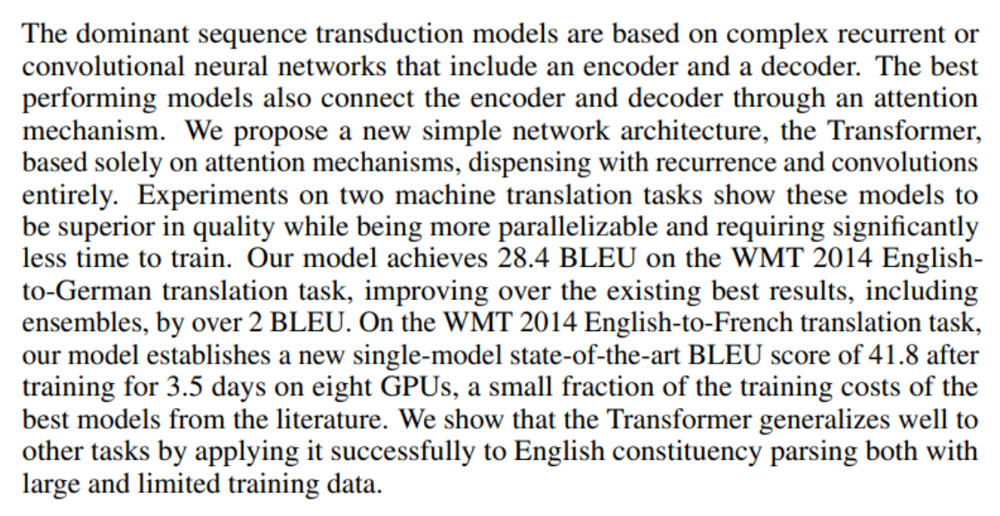 The dominant sequence transduction models are based on complex recurrent or
convolutional neural networks that include an encoder and a decoder. The best
performing models also connect the encoder and decoder through an attention
mechanism. We propose a new simple network architecture, the Transformer,
based solely on attention mechanisms, dispensing with recurrence and convolutions
entirely. Experiments on two machine translation tasks show these models to
be superior in quality while being more parallelizable and requiring significantly
less time to train. Our model achieves 28.4 BLEU on the WMT 2014 English-
to-German translation task, improving over the existing best results, including
ensembles, by over 2 BLEU. On the WMT 2014 English-to-French translation task,
our model establishes a new single-model state-of-the-art BLEU score of 41.8 after
training for 3.5 days on eight GPUs, a small fraction of the training costs of the
best models from the literature. We show that the Transformer generalizes well to
other tasks by applying it successfully to English constituency parsing both with
large and limited training data.